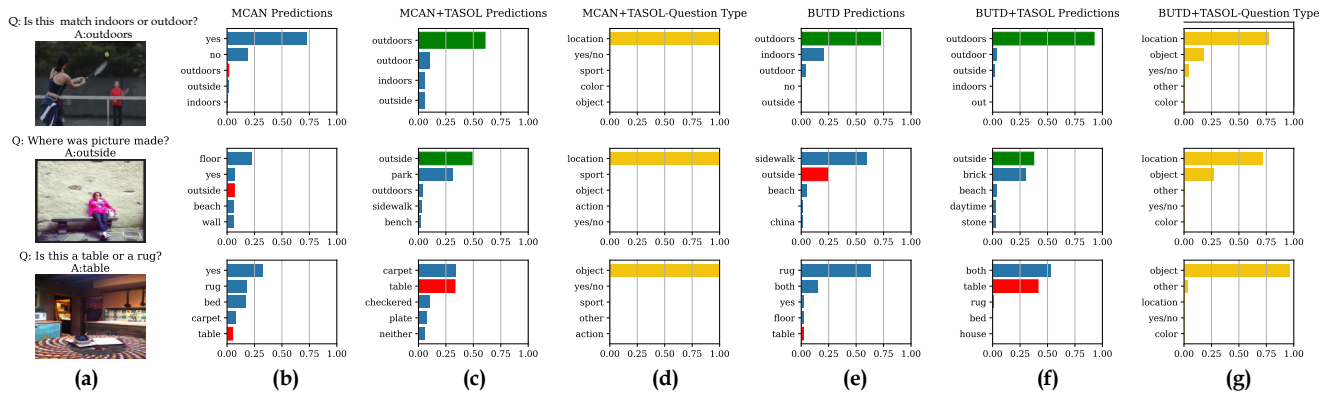 MCAN Predictions
MCAN+TASOL Predictions
MCAN+TASOL-Question Type
BUTD Predictions
BUTD+TASOL Predictions
BUTD+TASOL-Question Type
Q: Is this match indoors or outdoor?
A:outdoors
yes
no
outdoors
outside
indoors
0.00 0.25 0.50 0.75 1.00
outdoors
outdoor
indoors
outside
0.00 0.25 0.50 0.75 1.00
location
yes/no
sport
color
object
0.00 0.25 0.50 0.75 1.00
outdoors
indoors
outdoor
no
outside
0.00 0.25 0.50 0.75 1.00
outdoors
outdoor
outside
indoors
out
0.00 0.25 0.50 0.75 1.00
location
object
yes/no
other
color
0.00 0.25 0.50 0.75 1.00
Q: Where was picture made?
A:outside
floor
yes
outside
beach
wall
0.00 0.25 0.50 0.75 1.00
outside
park
outdoors
sidewalk
bench
0.00 0.25 0.50 0.75 1.00
location
sport
object
action
yes/no
0.00 0.25 0.50 0.75 1.00
sidewalk
outside
beach
china
0.00 0.25 0.50 0.75 1.00
outside
brick
beach
daytime
stone
0.00 0.25 0.50 0.75 1.00
location
object
other
yes/no
color
0.00 0.25 0.50 0.75 1.00
Q: Is this a table or a rug?
A:table
yes
rug
bed
carpet
table
0.00 0.25 0.50 0.75 1.00
carpet
table
checkered
plate
neither
0.00 0.25 0.50 0.75 1.00
object
yes/no
sport
other
action
0.00 0.25 0.50 0.75 1.00
rug
both
yes
floor
table
0.00 0.25 0.50 0.75 1.00
both
table
rug
bed
house
0.00 0.25 0.50 0.75 1.00
object
other
location
yes/no
color
0.00 0.25 0.50 0.75 1.00
(a)
(b)
(c)
(d)
(e)
(f)
(g)